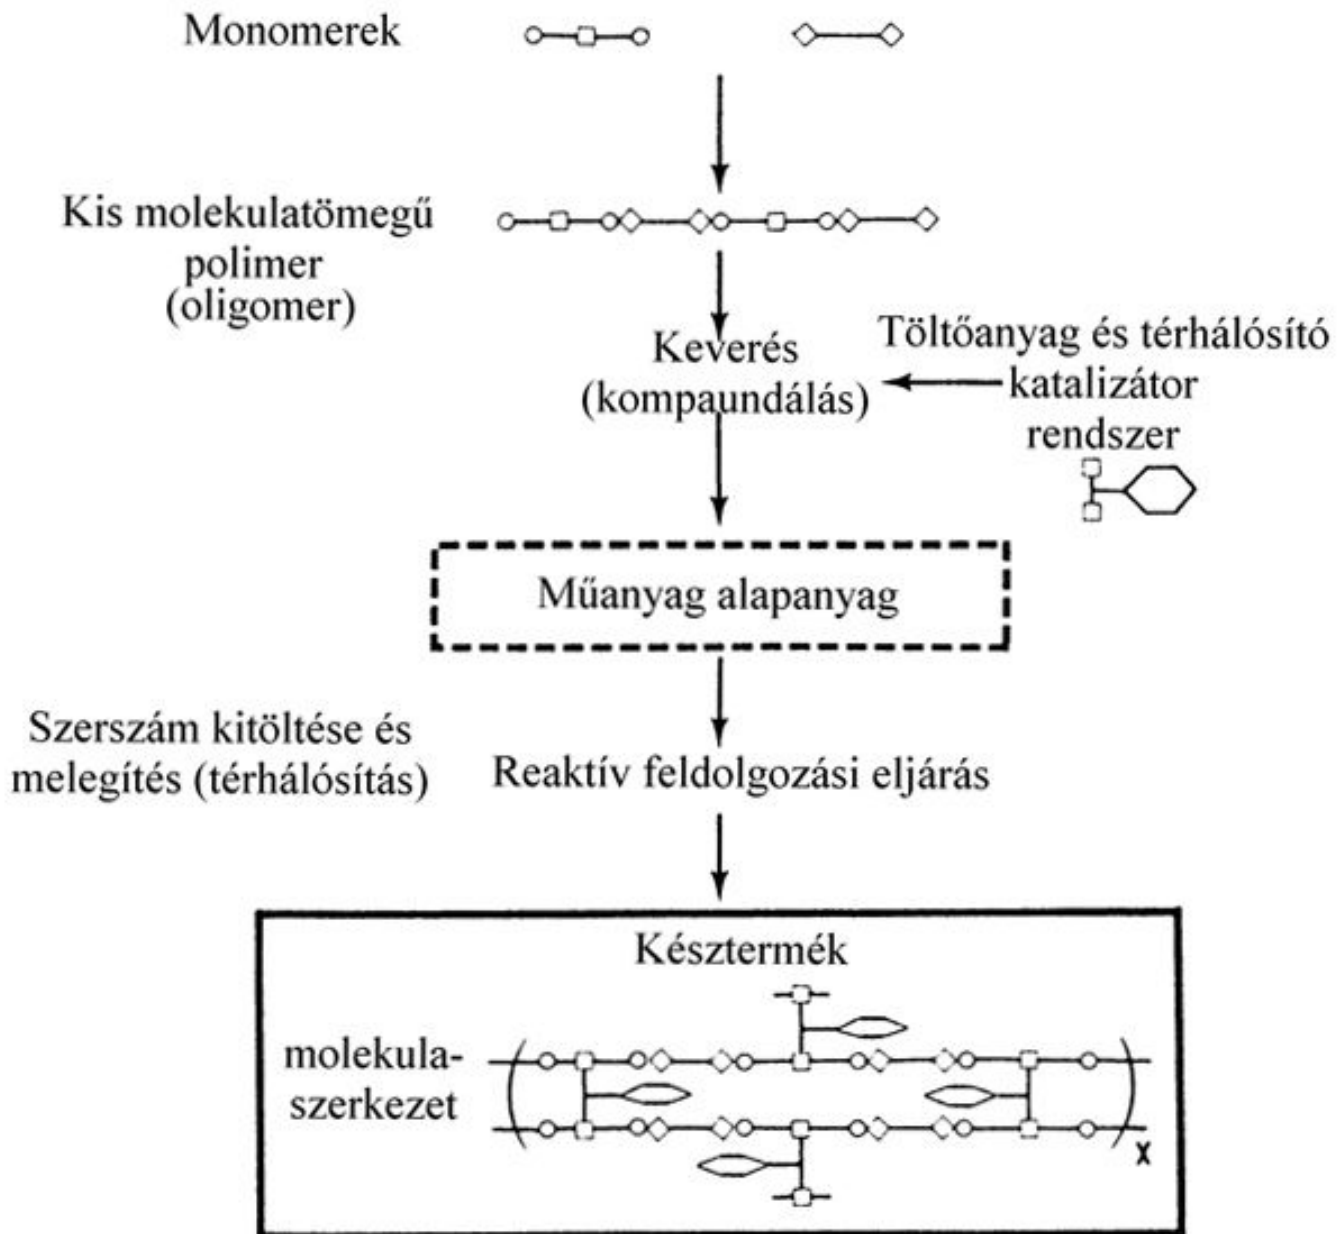 Monomerek
Kis molekulatömegű
polimer
(oligomer)
Keverés
(kompaundálás)
Töltőanyag és térhálósító
katalizátor
rendszer
Műanyag alapanyag
Szerszám kitöltése és
melegítés (térhálósítás)
Reaktív feldolgozási eljárás
Késztermék
molekula-
szerkezet
x